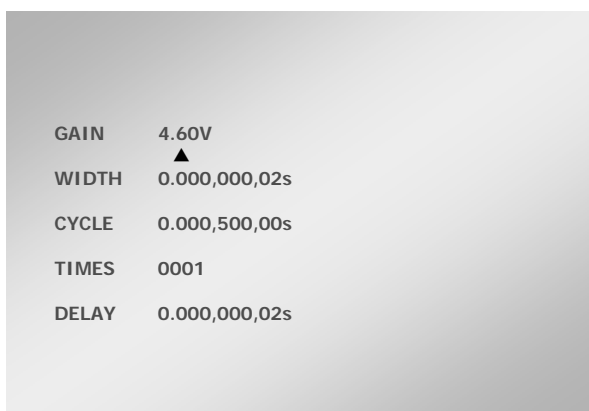 GAIN 4.60V
WIDTH 0.000,000,02s
CYCLE 0.000,500,00s
TIMES 0001
DELAY 0.000,000,02s